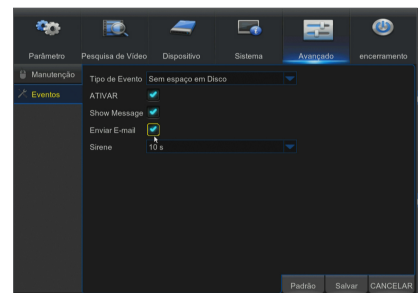 Parâmetro Pesquisa de Vídeo Dispositivo Sistema Avançado encerramento
Manutenção
Eventos
Tipo de Evento Sem espaço em Disco
ATIVAR
Show Message
Enviar E-mail
Sirene 10 s
Padrão Salvar CANCELAR